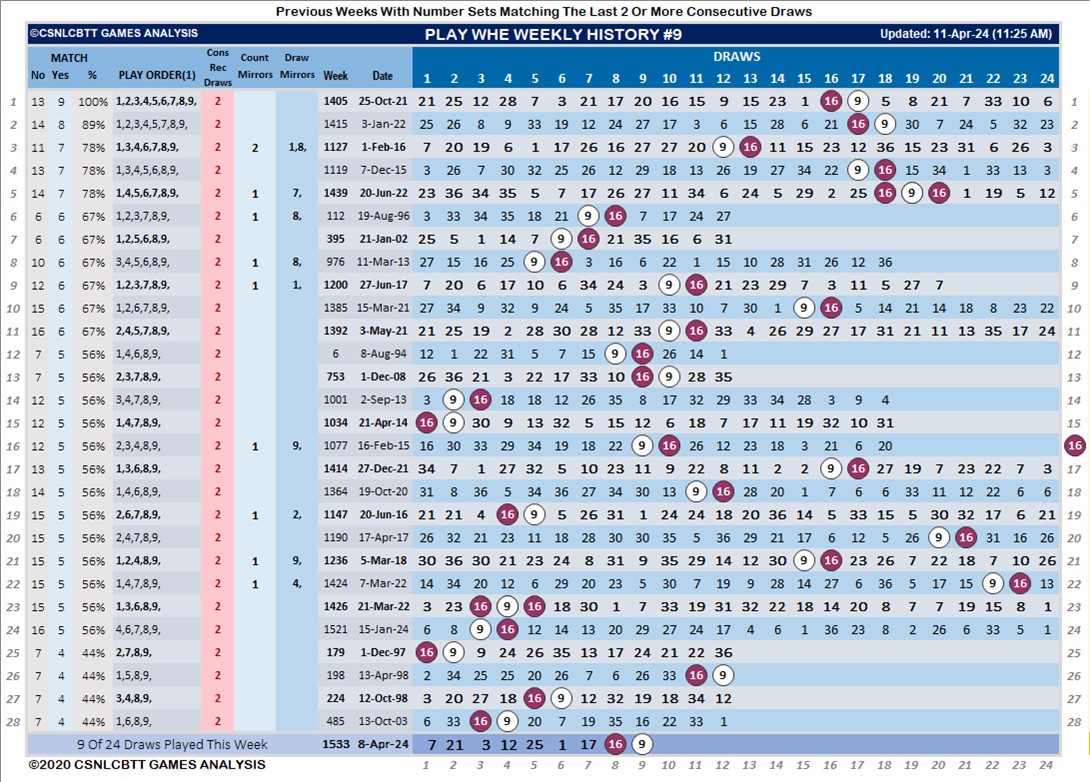 Previous Weeks With Number Sets Matching The Last 2 Or More Consecutive Draws
©CSNLCBTT GAMES ANALYSIS PLAY WHE WEEKLY HISTORY #9 Updated: 11-Apr-24 (11:25 AM)
MATCH Cons Rec Draws Count Mirrors Draw Mirrors DRAWS
No Yes % PLAY ORDER(1) Week Date 1 2 3 4 5 6 7 8 9 10 11 12 13 14 15 16 17 18 19 20 21 22 23 24
1 13 9 100% 1,2,3,4,5,6,7,8,9, 2 1405 25-Oct-21 21 25 12 28 7 3 21 17 20 16 15 9 15 23 1 16 9 5 8 21 7 33 10 6 1
2 14 8 89% 1,2,3,4,5,7,8,9, 2 1415 3-Jan-22 25 26 8 9 33 19 12 24 27 17 3 6 15 28 6 21 16 9 30 7 24 5 32 23 2
3 11 7 78% 1,3,4,6,7,8,9, 2 2 1,8, 1127 1-Feb-16 7 20 19 6 1 17 26 16 27 27 20 9 16 11 15 23 12 36 15 23 31 6 26 3 3
4 14 7 78% 1,3,4,5,6,8,9, 2 1119 7-Dec-15 3 26 7 30 32 25 26 12 29 18 13 26 19 27 34 22 9 16 15 34 1 33 13 3 4
5 14 7 78% 1,4,5,6,7,8,9, 2 1 7, 1439 20-Jun-22 23 36 34 35 5 7 17 26 27 11 34 6 24 5 29 2 25 16 9 16 1 19 5 12 5
6 6 6 67% 1,2,3,7,8,9, 2 1 8, 112 19-Aug-96 3 33 34 35 18 21 9 16 7 17 24 27 6
7 6 6 67% 1,2,5,6,8,9, 2 395 21-Jan-02 25 5 1 14 7 9 16 21 35 16 6 31 7
8 10 6 67% 3,4,5,6,8,9, 2 1 8, 976 11-Mar-13 27 15 16 25 9 16 3 16 6 22 1 15 10 28 31 26 12 36 8
9 12 6 67% 1,2,3,7,8,9, 2 1 1, 1200 27-Jun-17 7 20 6 17 10 6 34 24 3 9 16 21 23 29 7 3 11 5 27 7 9
10 15 6 67% 1,2,6,7,8,9, 2 1385 15-Mar-21 27 34 9 32 9 24 5 35 17 33 10 7 30 1 9 16 5 14 21 14 18 8 23 22 10
11 16 6 67% 2,4,5,7,8,9, 2 1392 3-May-21 21 25 19 2 28 30 28 12 33 9 16 33 4 26 29 27 17 31 21 11 13 35 17 24 11
12 7 5 56% 1,4,6,8,9, 2 6 8-Aug-94 12 1 22 31 5 7 15 9 16 26 14 1 12
13 7 5 56% 2,3,7,8,9, 2 753 1-Dec-08 26 36 21 3 22 17 33 10 16 9 28 35 13
14 12 5 56% 3,4,7,8,9, 2 1001 2-Sep-13 2 9 16 18 18 12 26 35 8 17 32 29 33 34 28 3 9 4 14
15 12 5 56% 1,4,7,8,9, 2 1034 21-Apr-14 16 9 30 9 13 32 5 15 12 6 18 7 17 11 19 32 10 31 15
16 12 5 56% 2,3,4,8,9, 2 1 9, 1077 16-Feb-15 16 30 33 29 34 19 18 22 9 16 26 12 23 18 3 21 6 20 16
17 13 5 56% 1,3,6,8,9, 2 1414 27-Dec-21 34 7 1 27 32 5 10 23 11 9 22 8 11 2 2 9 16 27 19 7 23 22 7 3 17
18 14 5 56% 1,4,6,8,9, 2 1364 19-Oct-20 31 8 36 5 34 36 27 34 30 13 9 16 28 20 1 7 6 6 33 11 12 22 6 6 18
19 15 5 56% 2,6,7,8,9, 2 1 2, 1147 20-Jun-16 21 21 4 16 9 5 26 31 1 24 24 18 20 36 14 5 33 15 5 30 32 17 6 21 19
20 15 5 56% 2,4,7,8,9, 2 1190 17-Apr-17 26 32 21 23 11 18 28 30 30 35 5 36 29 21 17 6 12 5 26 9 16 31 16 26 20
21 15 5 56% 1,2,4,8,9, 2 1 9, 1236 5-Mar-18 30 36 30 21 23 24 8 31 9 35 29 14 12 30 9 16 23 26 7 22 18 7 10 26 21
22 15 5 56% 1,4,7,8,9, 2 1 4, 1424 7-Mar-22 14 34 20 12 6 29 20 23 5 30 7 19 9 28 14 27 6 36 5 17 15 9 16 13 22
23 15 5 56% 1,3,6,8,9, 2 1426 21-Mar-22 3 23 16 9 16 18 30 1 7 33 19 31 32 22 18 14 20 8 7 7 19 15 8 1 23
24 16 5 56% 4,6,7,8,9, 2 1521 15-Jan-24 6 8 9 16 12 14 13 20 29 27 24 17 4 6 1 36 23 8 2 26 6 33 5 1 24
25 7 4 44% 2,7,8,9, 2 179 1-Dec-97 16 9 9 24 26 35 13 17 21 21 22 36 25
26 7 4 44% 1,5,8,9, 2 198 13-Apr-98 2 34 25 25 20 26 7 6 26 33 16 9 26
27 7 4 44% 3,4,8,9, 2 224 12-Oct-98 3 20 27 18 16 9 12 32 19 18 34 12 27
28 7 4 44% 1,6,8,9, 2 485 13-Oct-03 6 33 16 9 20 7 19 35 16 22 33 1 28
9 Of 24 Draws Played This Week 1533 8-Apr-24 7 21 3 12 25 1 17 16 9
©2020 CSNLCBTT GAMES ANALYSIS 1 2 3 4 5 6 7 8 9 10 11 12 13 14 15 16 17 18 19 20 21 22 23 24